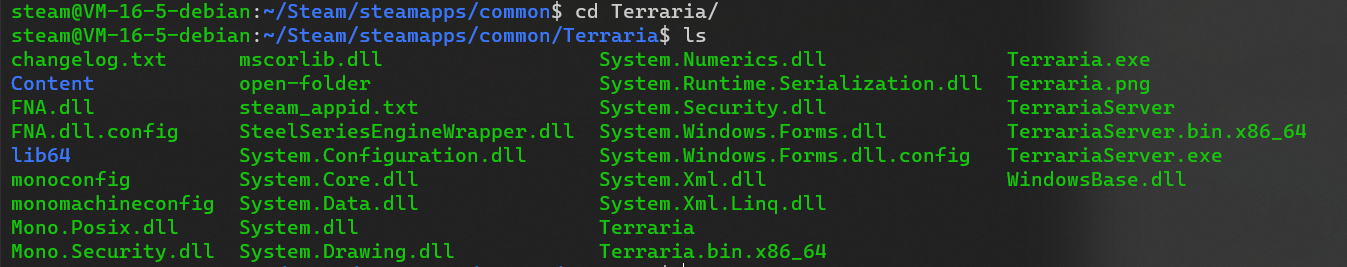 steam@VM-16-5-debian:~/Steam/steamapps/common$ cd Terraria/
steam@VM-16-5-debian:~/Steam/steamapps/common/Terraria$ ls
changelog.txt mscorlib.dll System.Numerics.dll Terraria.exe
Content open-folder System.Runtime.Serialization.dll Terraria.png
FNA.dll steam_appid.txt System.Security.dll TerrariaServer
FNA.dll.config SteelSeriesEngineWrapper.dll System.Windows.Forms.dll TerrariaServer.bin.x86_64
lib64 System.Configuration.dll System.Windows.Forms.dll.config TerrariaServer.exe
monoconfig System.Core.dll System.Xml.dll WindowsBase.dll
monomachineconfig System.Data.dll System.Xml.Linq.dll
Mono.Posix.dll System.dll Terraria
Mono.Security.dll System.Drawing.dll Terraria.bin.x86_64